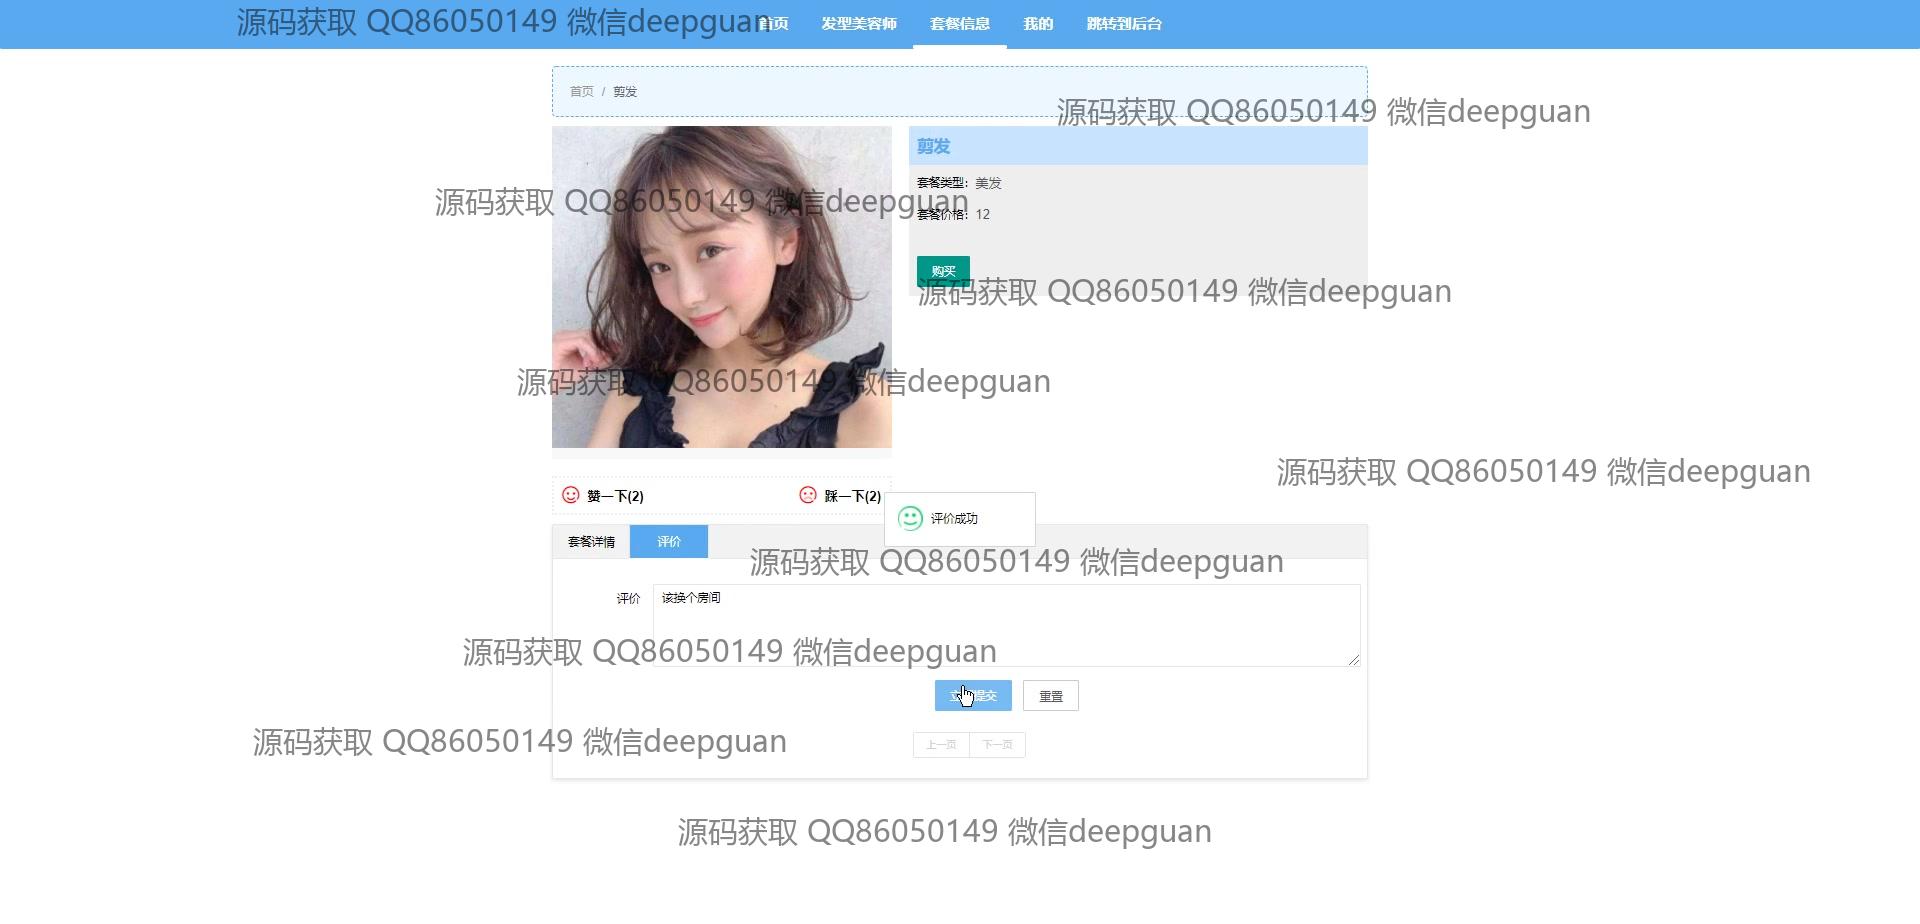 源码获取 QQ86050149 微信deepguan
首页 发型美容师 套餐信息 我的 跳转到后台
首页 / 剪发
源码获取 QQ86050149 微信deepguan
剪发
套餐类型：美发
源码获取 QQ86050149 微信deepguan
套餐价格：12
购买
源码获取 QQ86050149 微信deepguan
源码获取 QQ86050149 微信deepguan
源码获取 QQ86050149 微信deepguan
赞一下(2) 踩一下(2)
评价成功
套餐详情 评价
源码获取 QQ86050149 微信deepguan
评价 该换个房间
源码获取 QQ86050149 微信deepguan
立即提交 重置
源码获取 QQ86050149 微信deepguan
上一页 下一页
源码获取 QQ86050149 微信deepguan